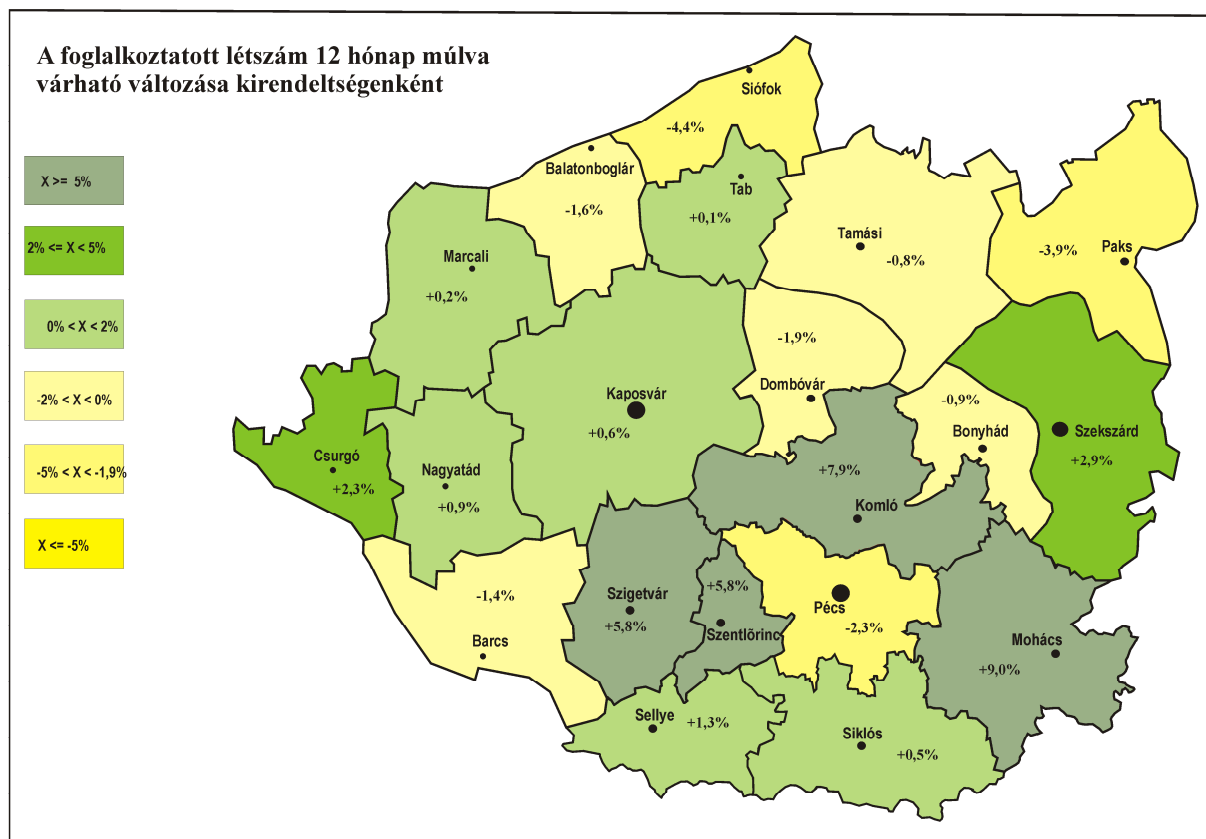 A foglalkoztatott létszám 12 hónap múlva
várható változása kirendeltségenként
X >= 5%
2% <= X < 5%
0% < X < 2%
-2% < X < 0%
-5% < X < -1,9%
X <= -5%
Siófok
-4,4%
Balatonboglár
-1,6%
Tab
+0,1%
Tamási
-0,8%
Paks
-3,9%
Marcali
+0,2%
Dombóvár
-1,9%
Kaposvár
+0,6%
Bonyhád
-0,9%
Szekszárd
+2,9%
Csurgó
+2,3%
Nagyatád
+0,9%
Komló
+7,9%
Barcs
-1,4%
Szigetvár
+5,8%
Szentlõrinc
+5,8%
Pécs
-2,3%
Mohács
+9,0%
Sellye
+1,3%
Siklós
+0,5%